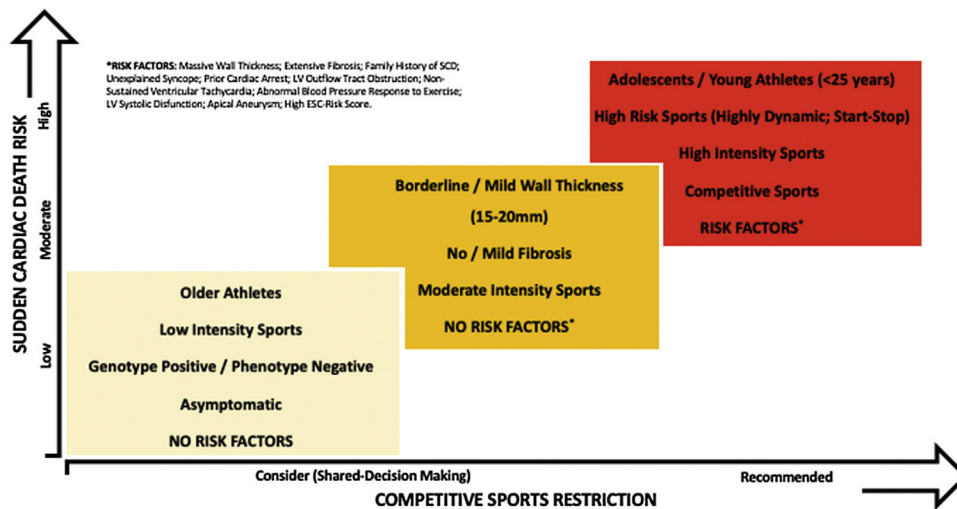 *RISK FACTORS: Massive Wall Thickness; Extensive Fibrosis; Family History of SCD;
Unexplained Syncope; Prior Cardiac Arrest; LV Outflow Tract Obstruction; Non-
Sustained Ventricular Tachycardia; Abnormal Blood Pressure Response to Exercise;
LV Systolic Disfunction; Apical Aneurysm; High ESC-Risk Score.
SUDDEN CARDIAC DEATH RISK
High
Moderate
Low
Adolescents / Young Athletes (<25 years)
High Risk Sports (Highly Dynamic; Start-Stop)
High Intensity Sports
Competitive Sports
RISK FACTORS*
Borderline / Mild Wall Thickness
(15-20mm)
No / Mild Fibrosis
Moderate Intensity Sports
NO RISK FACTORS*
Older Athletes
Low Intensity Sports
Genotype Positive / Phenotype Negative
Asymptomatic
NO RISK FACTORS
Consider (Shared-Decision Making)
Recommended
COMPETITIVE SPORTS RESTRICTION